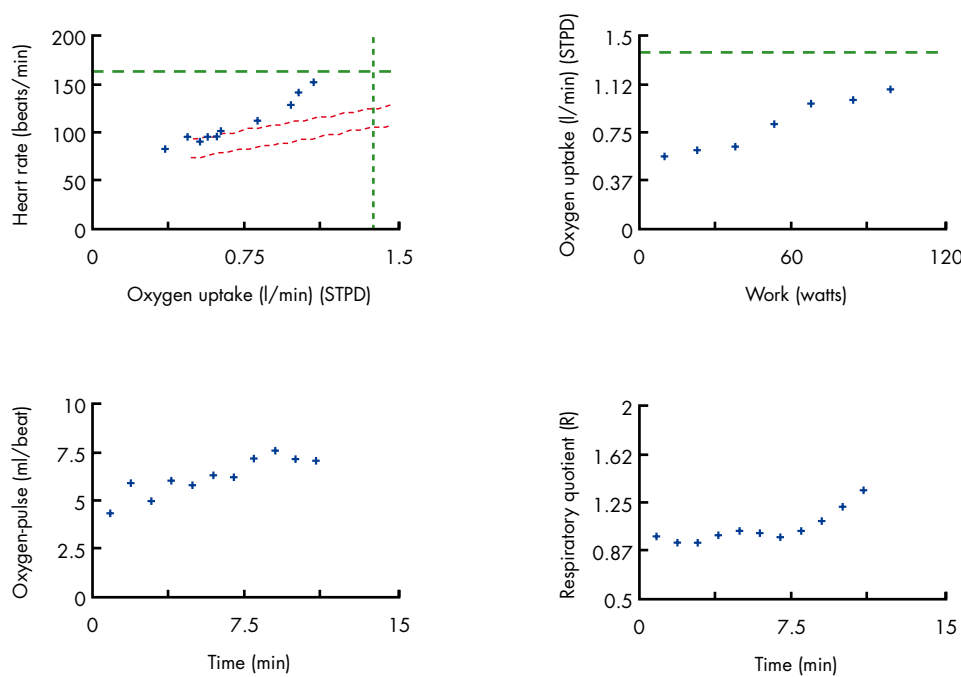 Heart rate (beats/min)
200
150
100
50
0
0 0.75 1.5
Oxygen uptake (l/min) (STPD)
Oxygen uptake (l/min) (STPD)
1.5
1.12
0.75
0.37
0
0 60 120
Work (watts)
Oxygen-pulse (ml/beat)
10
7.5
5
2.5
0
0 7.5 15
Time (min)
Respiratory quotient (R)
2
1.62
1.25
0.87
0.5
0 7.5 15
Time (min)